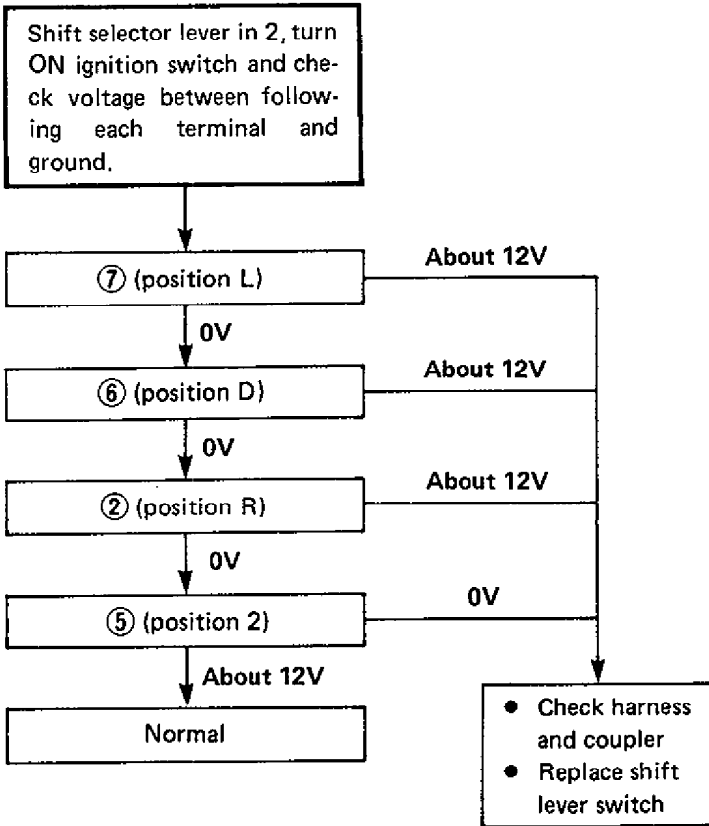 Shift selector lever in 2, turn
ON ignition switch and che-
ck voltage between follow-
ing each terminal and
ground.
About 12V
⑦ (position L)
0V
About 12V
⑥ (position D)
0V
About 12V
② (position R)
0V
0V
⑤ (position 2)
About 12V
Normal
● Check harness
and coupler
● Replace shift
lever switch